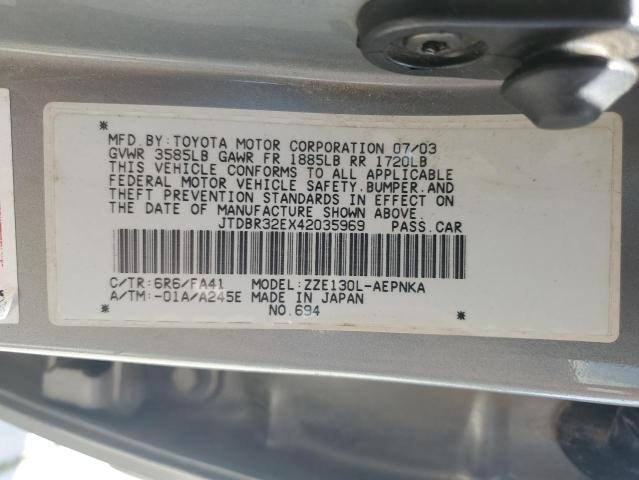 MFD.BY:TOYOTA MOTOR CORPORATION 07/03
GVWR 3585LB GAWR FR 1885LB RR 1720LB
THIS VEHICLE CONFORMS TO ALL APPLICABLE
FEDERAL MOTOR VEHICLE SAFETY,BUMPER,AND
THEFT PREVENTION STANDARDS IN EFFECT ON
THE DATE OF MANUFACTURE SHOWN ABOVE.
JTDBR32EX42035969 PASS.CAR
C/TR:6R6/FA41 MODEL:ZZE130L-AEPNKA
A/TM:-01A/A245E MADE IN JAPAN
NO.694